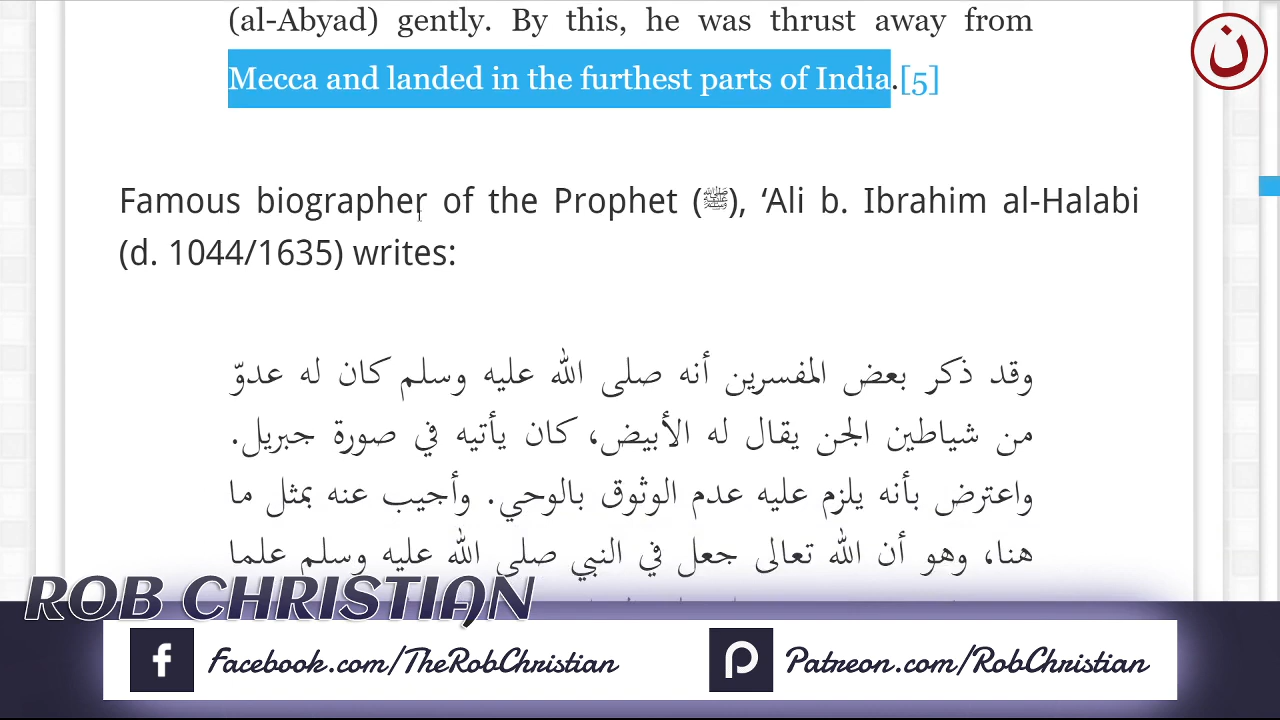 (al-Abyad) gently. By this, he was thrust away from
Mecca and landed in the furthest parts of India.[5]
ن
Famous biographer of the Prophet (ﷺ), ‘Ali b. Ibrahim al-Halabi
(d. 1044/1635) writes:
وقد ذكر بعض المفسرين أنه صلى الله عليه وسلم كان له عدوّ
من شياطين الجن يقال له الأبيض، كان يأتيه في صورة جبريل.
واعترض بأنه يلزم عليه عدم الوثوق بالوحي. وأجيب عنه بمثل ما
هنا، وهو أن الله تعالى جعل في النبي صلى الله عليه وسلم علما
ROB CHRISTIAN
Facebook.com/TheRobChristian
Patreon.com/RobChristian